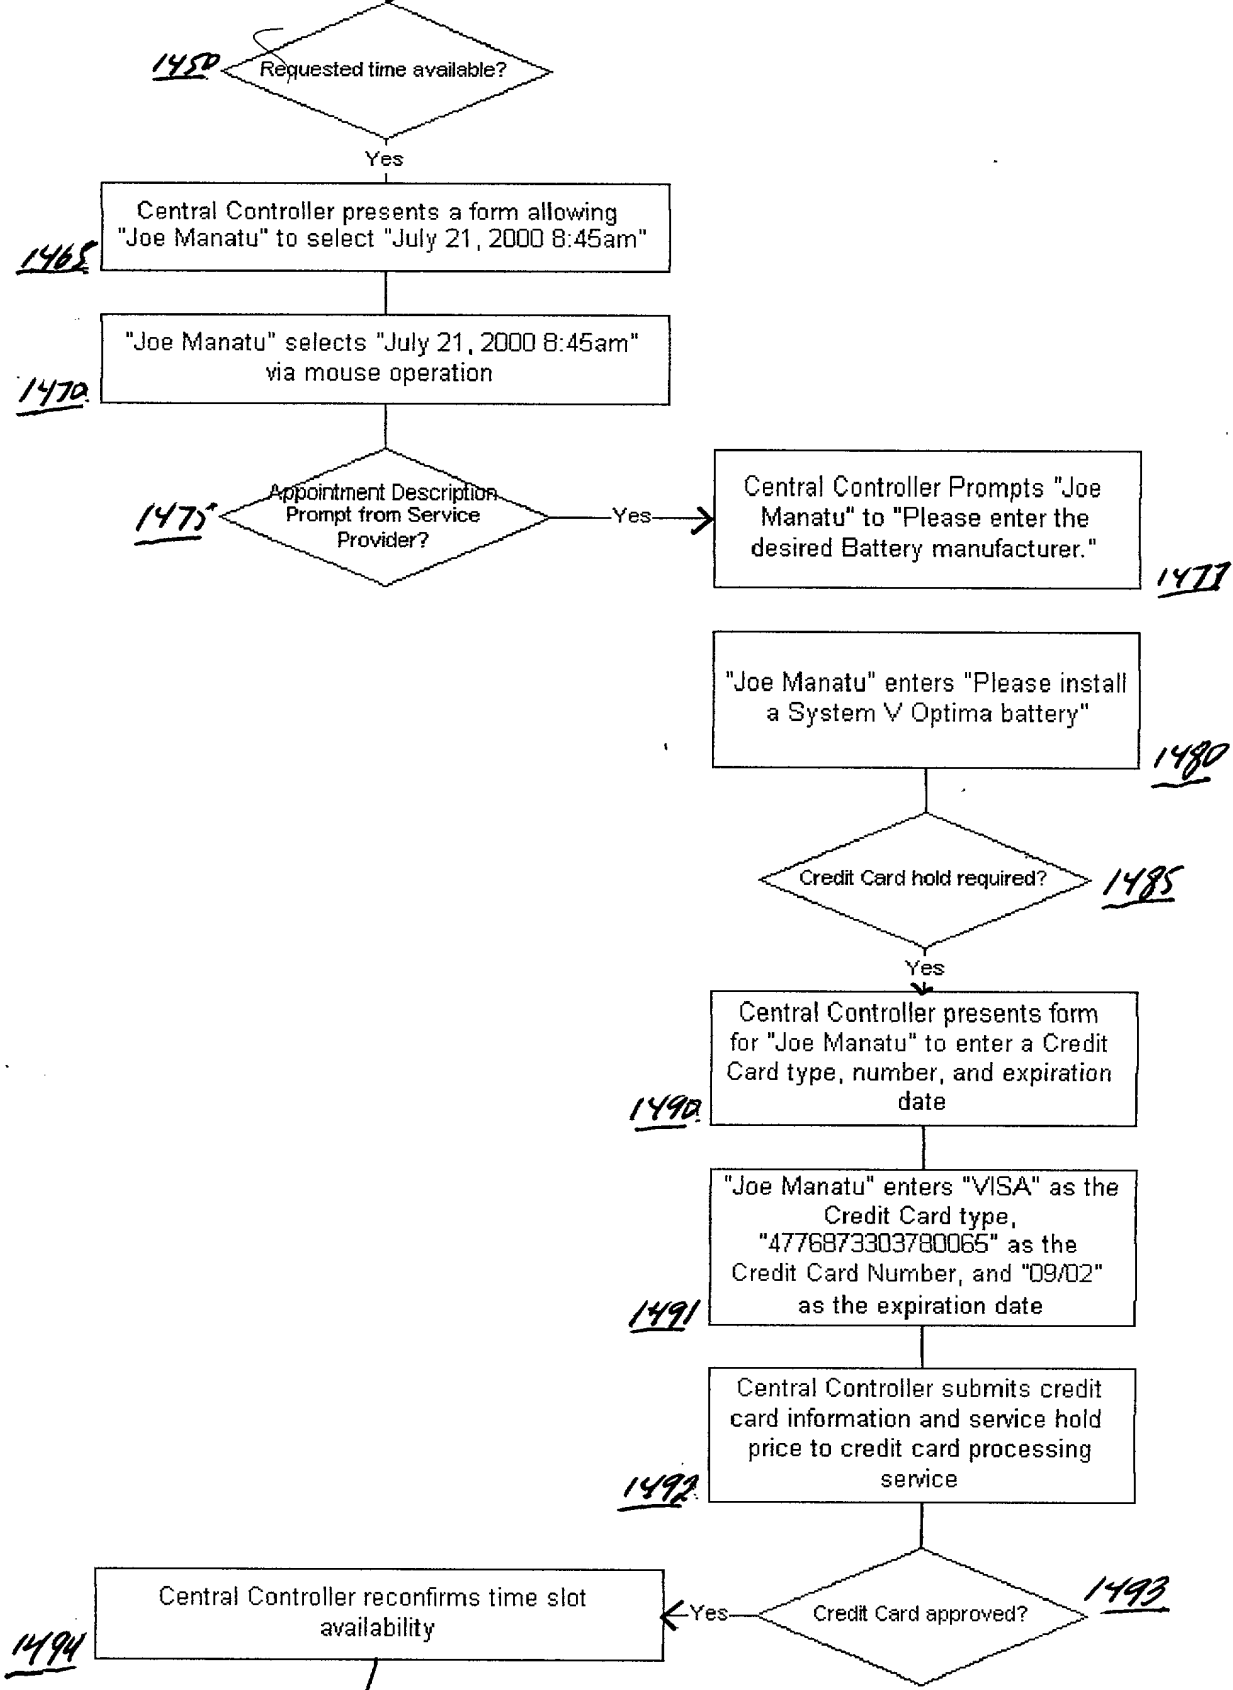 1450
Requested time available?
Yes
Central Controller presents a form allowing
"Joe Manatu" to select "July 21, 2000 8:45am"
1465
"Joe Manatu" selects "July 21, 2000 8:45am"
via mouse operation
1470
Appointment Description
Prompt from Service
Provider?
1475
Yes
Central Controller Prompts "Joe
Manatu" to "Please enter the
desired Battery manufacturer."
1477
"Joe Manatu" enters "Please install
a System V Optima battery"
1480
Credit Card hold required?
1485
Yes
Central Controller presents form
for "Joe Manatu" to enter a Credit
Card type, number, and expiration
date
1490
"Joe Manatu" enters "VISA" as the
Credit Card type,
"4776873303780065" as the
Credit Card Number, and "09/02"
as the expiration date
1491
Central Controller submits credit
card information and service hold
price to credit card processing
service
1492
Credit Card approved?
1493
Yes
Central Controller reconfirms time slot
availability
1494